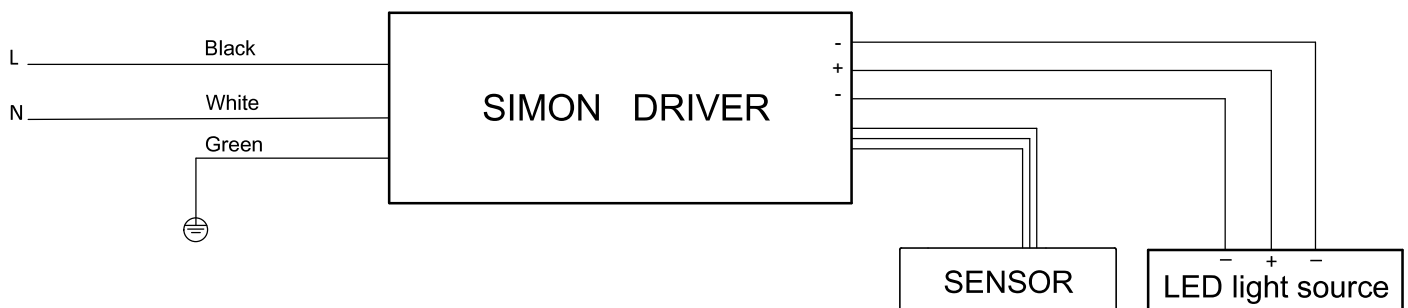 L
Black
N
White
Green
SIMON DRIVER
-
+
-
SENSOR
- + -
LED light source